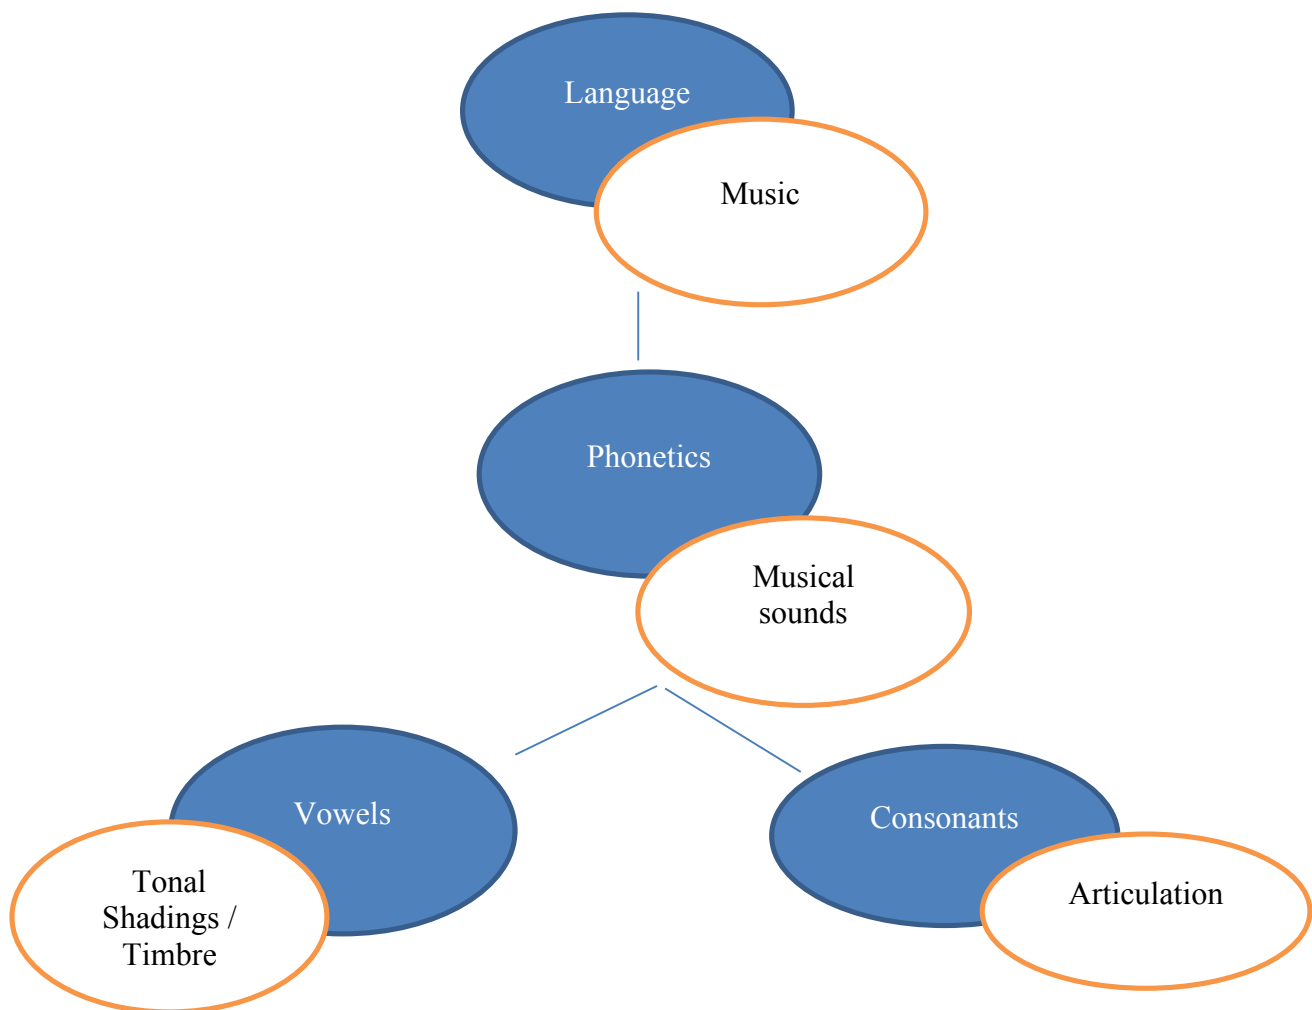 Language
Music
Phonetics
Musical
sounds
Vowels
Consonants
Tonal
Shadings /
Timbre
Articulation